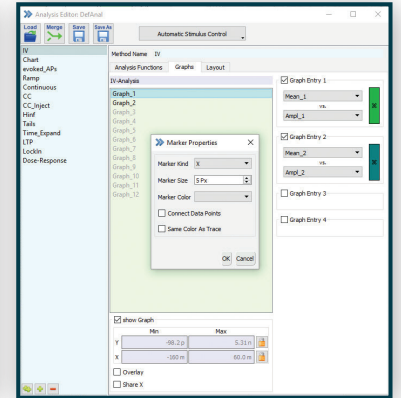 Analysis Editon DefAnal
Load Merge Save Save As
Automatic Stimulus Control
IV
Chart
evoked_APs
Ramp
Continuous
CC
CC_Inject
Hinf
Tails
Time_Expand
LTP
LockIn
Dose-Response
Method Name IV
Analysis Functions Graphs Layout
IV-Analysis
Graph_1
Graph_2
Graph_3
Graph_4
Graph_5
Graph_6
Graph_7
Graph_8
Graph_9
Graph_10
Graph_11
Graph_12
Graph Entry 1
Mean_1
vs.
Ampl_1
Graph Entry 2
Mean_2
vs.
Ampl_2
Graph Entry 3
Graph Entry 4
Marker Properties
Marker Kind X
Marker Size 5 Px
Marker Color
Connect Data Points
Same Color As Trace
OK Cancel
show Graph
Min Max
Y -98.2 p 5.31 n
X -160 m 60.0 m
Overlay
Share X